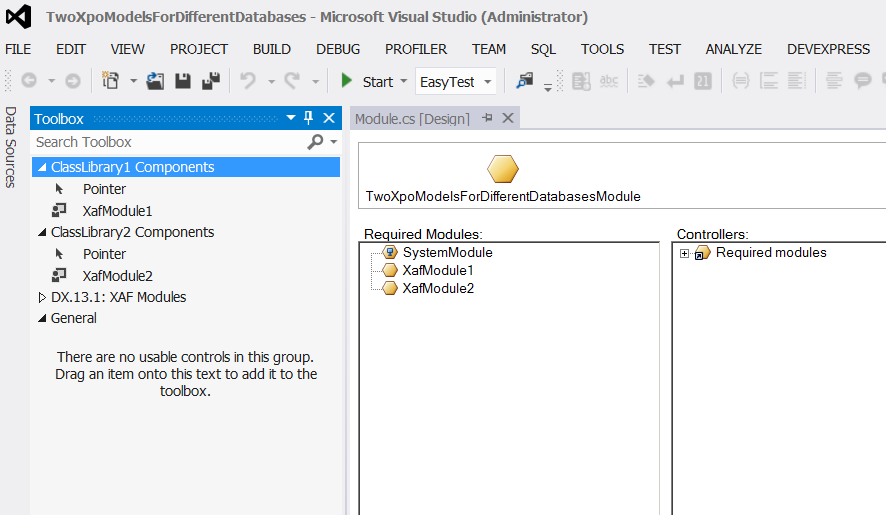 TwoXpoModelsForDifferentDatabases - Microsoft Visual Studio (Administrator)
FILE EDIT VIEW PROJECT BUILD DEBUG PROFILER TEAM SQL TOOLS TEST ANALYZE DEVEXPRESS
Start EasyTest
Data Sources
Toolbox
Module.cs [Design]
Search Toolbox
ClassLibrary1 Components
Pointer
XafModule1
ClassLibrary2 Components
Pointer
XafModule2
DX.13.1: XAF Modules
General
There are no usable controls in this group.
Drag an item onto this text to add it to the
toolbox.
TwoXpoModelsForDifferentDatabasesModule
Required Modules:
SystemModule
XafModule1
XafModule2
Controllers:
Required modules